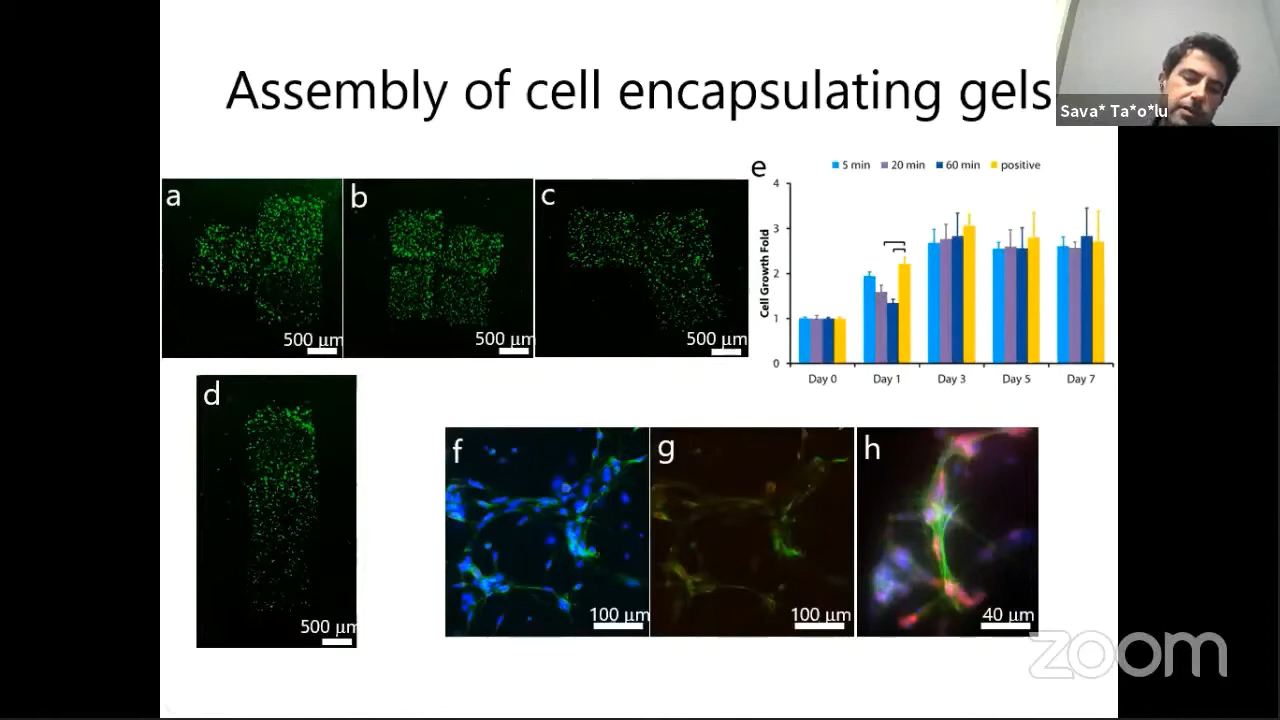 Assembly of cell encapsulating gels
Sava* Ta*o*lu
a
500 µm
b
500 µm
c
500 µm
d
500 µm
e
5 min 20 min 60 min positive
Cell Growth Fold
4
3
2
1
0
Day 0 Day 1 Day 3 Day 5 Day 7
f
100 µm
g
100 µm
h
40 µm
zoom